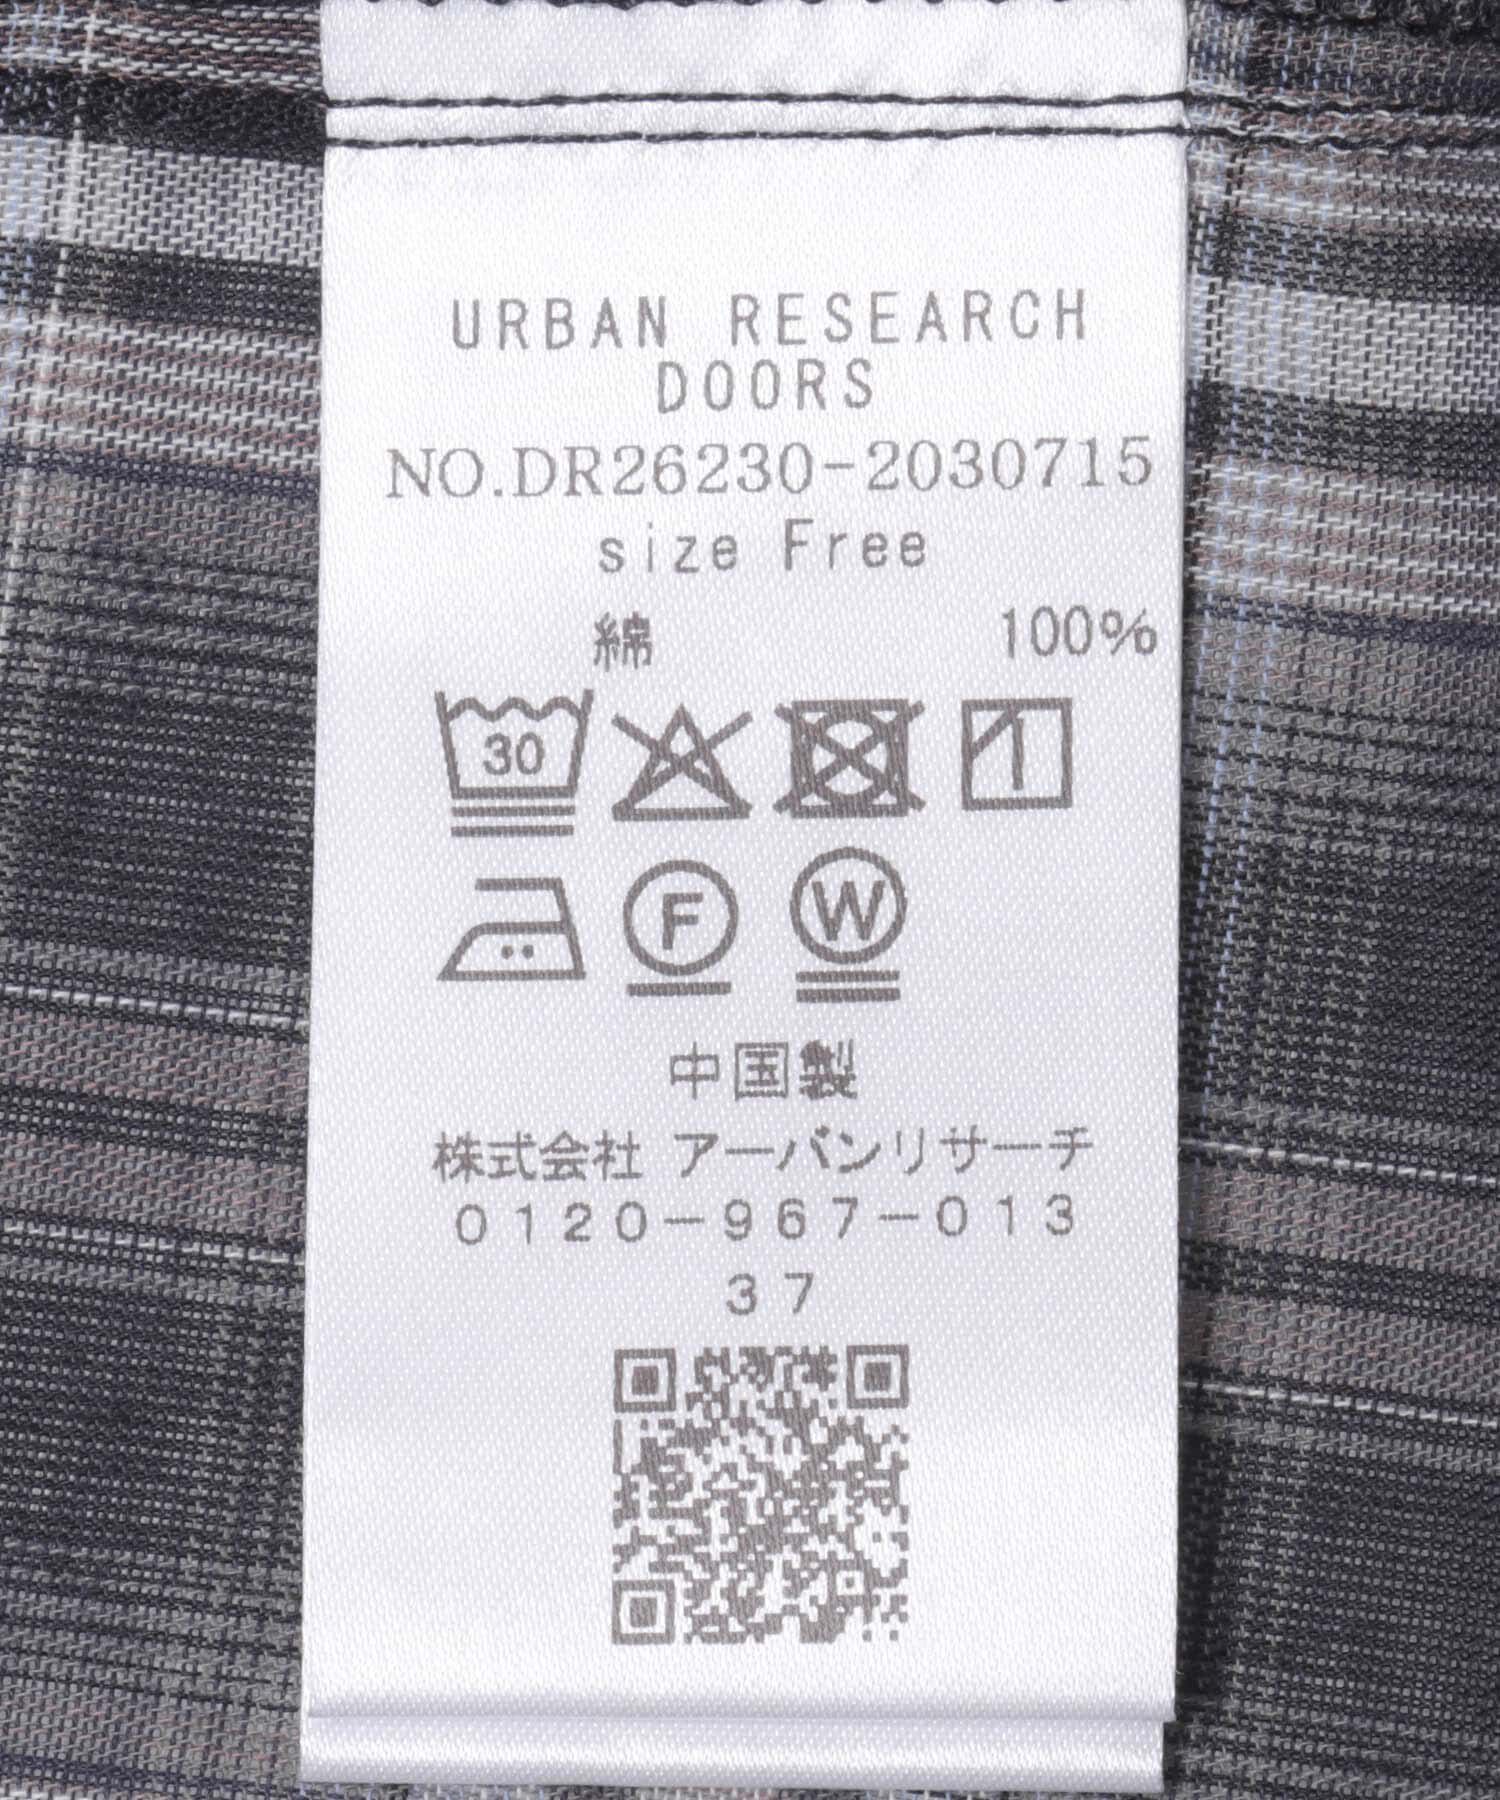 URBAN RESEARCH
DOORS
NO.DR26230-2030715
size Free
綿 100%
30
F W
中国製
株式会社 アーバンリサーチ
0120-967-013
37